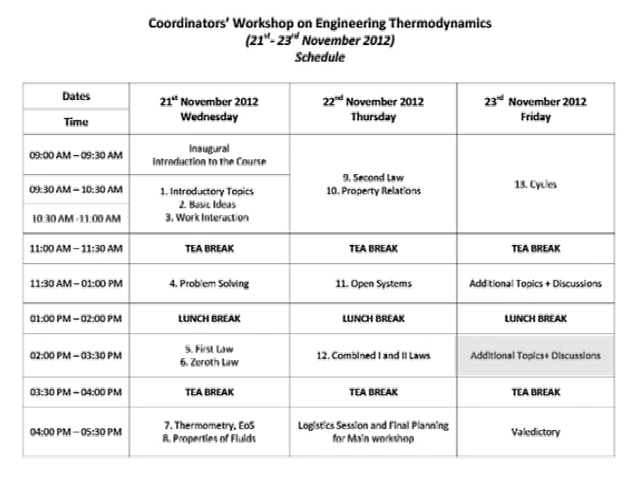 Coordinators' Workshop on Engineering Thermodynamics
(21st- 23rd November 2012)
Schedule
Dates
21st November 2012
Wednesday
22nd November 2012
Thursday
23rd November 2012
Friday
Time
09:00 AM – 09:30 AM
Inaugural
Introduction to the Course
9. Second Law
10. Property Relations
13. Cycles
09:30 AM – 10:30 AM
1. Introductory Topics
2. Basic Ideas
3. Work Interaction
10:30 AM -11:00 AM
11:00 AM – 11:30 AM
TEA BREAK
TEA BREAK
TEA BREAK
11:30 AM – 01:00 PM
4. Problem Solving
11. Open Systems
Additional Topics + Discussions
01:00 PM – 02:00 PM
LUNCH BREAK
LUNCH BREAK
LUNCH BREAK
02:00 PM – 03:30 PM
5. First Law
6. Zeroth Law
12. Combined I and II Laws
Additional Topics+ Discussions
03:30 PM – 04:00 PM
TEA BREAK
TEA BREAK
TEA BREAK
04:00 PM – 05:30 PM
7. Thermometry, EoS
8. Properties of Fluids
Logistics Session and Final Planning
for Main workshop
Valedictory